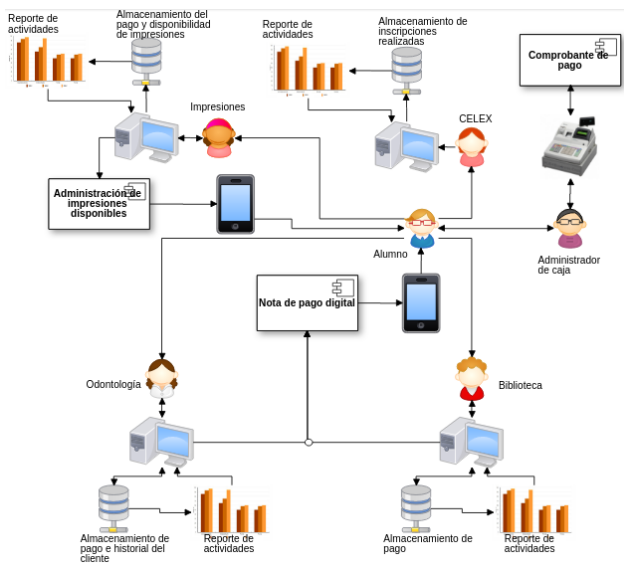 Reporte de
actividades
Almacenamiento del
pago y disponibilidad
de impresiones
Reporte de
actividades
Almacenamiento de
inscripciones
realizadas
Comprobante de
pago
Impresiones
CELEX
Administración de
impresiones
disponibles
Alumno
Administrador
de caja
Nota de pago digital
Odontología
Biblioteca
Almacenamiento de
pago e historial del
cliente
Reporte de
actividades
Almacenamiento de
pago
Reporte de
actividades